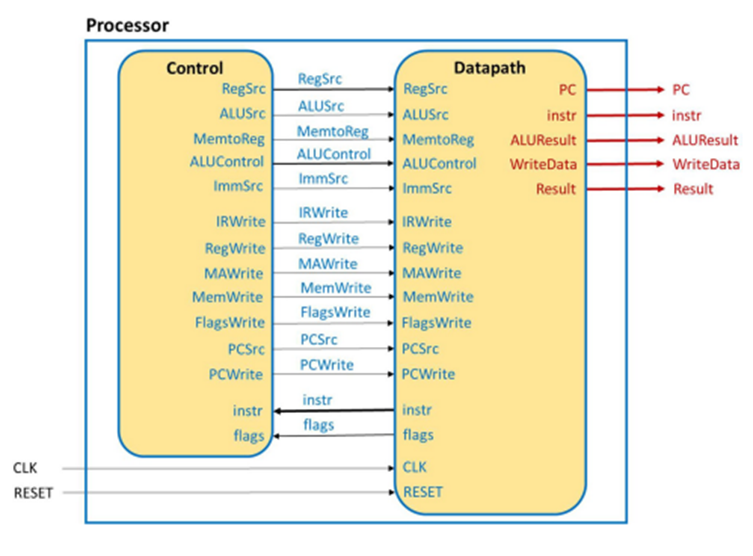 Processor
Control Datapath
RegSrc RegSrc RegSrc PC PC
ALUSrc ALUSrc ALUSrc instr instr
MemtoReg MemtoReg MemtoReg ALUResult ALUResult
ALUControl ALUControl ALUControl WriteData WriteData
ImmSrc ImmSrc ImmSrc Result Result
IRWrite IRWrite IRWrite
RegWrite RegWrite RegWrite
MAWrite MAWrite MAWrite
MemWrite MemWrite MemWrite
FlagsWrite FlagsWrite FlagsWrite
PCSrc PCSrc PCSrc
PCWrite PCWrite PCWrite
instr instr instr
flags flags flags
CLK CLK
RESET RESET